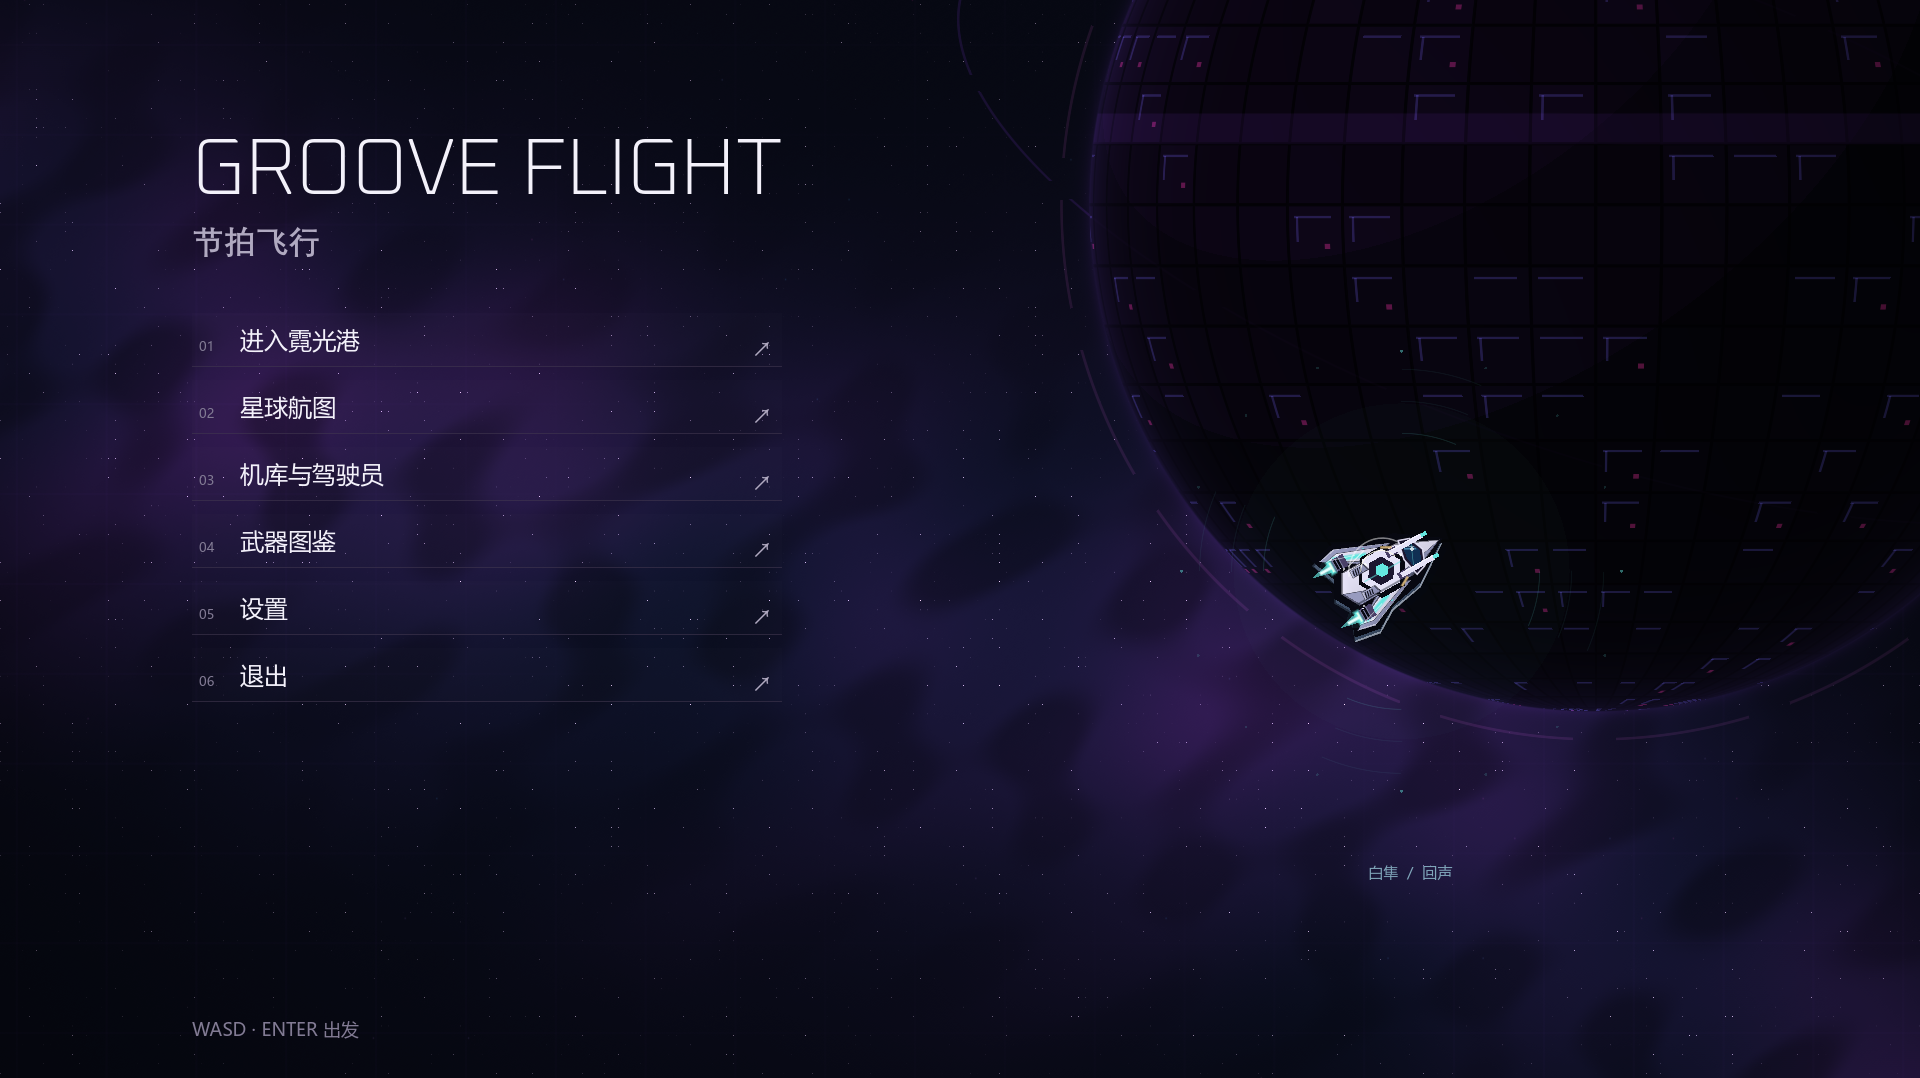 GROOVE FLIGHT
节拍飞行
01 进入霓光港 ↗
02 星球航图 ↗
03 机库与驾驶员 ↗
04 武器图鉴 ↗
05 设置 ↗
06 退出 ↗
白隼 / 回声
WASD · ENTER 出发